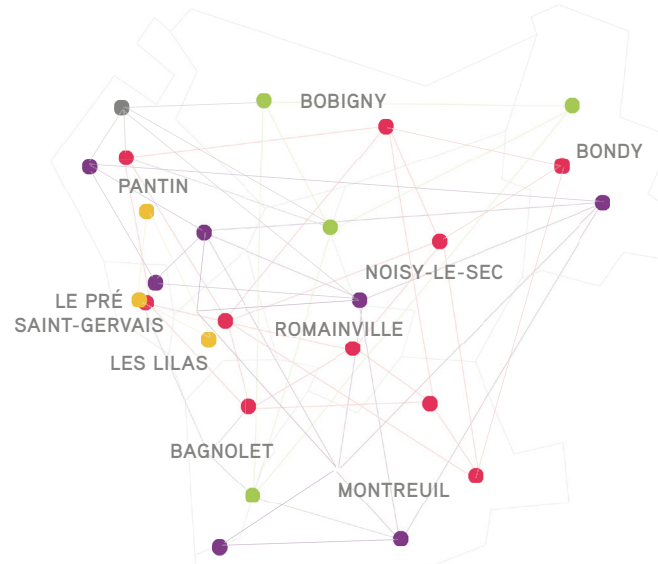 BOBIGNY
BONDY
PANTIN
NOISY-LE-SEC
LE PRÉ
SAINT-GERVAIS
ROMAINVILLE
LES LILAS
BAGNOLET
MONTREUIL